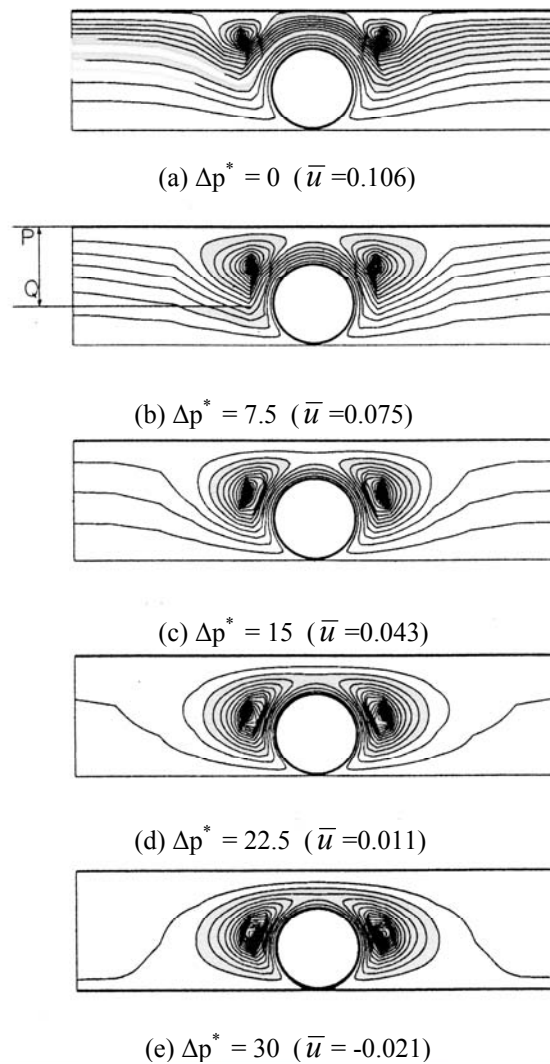 (a) Δp* = 0 (ū =0.106)
P
Q
(b) Δp* = 7.5 (ū =0.075)
(c) Δp* = 15 (ū =0.043)
(d) Δp* = 22.5 (ū =0.011)
(e) Δp* = 30 (ū = -0.021)